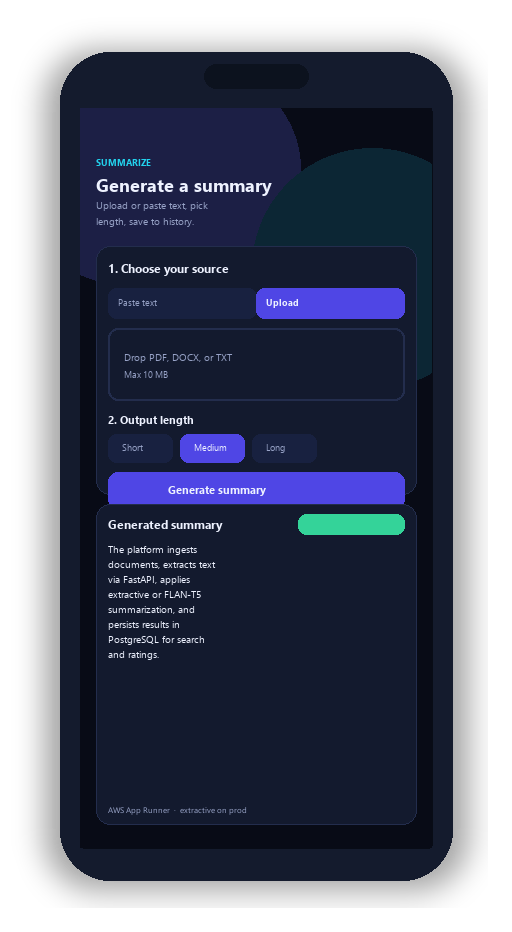 SUMMARIZE
Generate a summary
Upload or paste text, pick
length, save to history.
1. Choose your source
Paste text
Upload
Drop PDF, DOCX, or TXT
Max 10 MB
2. Output length
Short
Medium
Long
Generate summary
Generated summary
The platform ingests
documents, extracts text
via FastAPI, applies
extractive or FLAN-T5
summarization, and
persists results in
PostgreSQL for search
and ratings.
AWS App Runner · extractive on prod